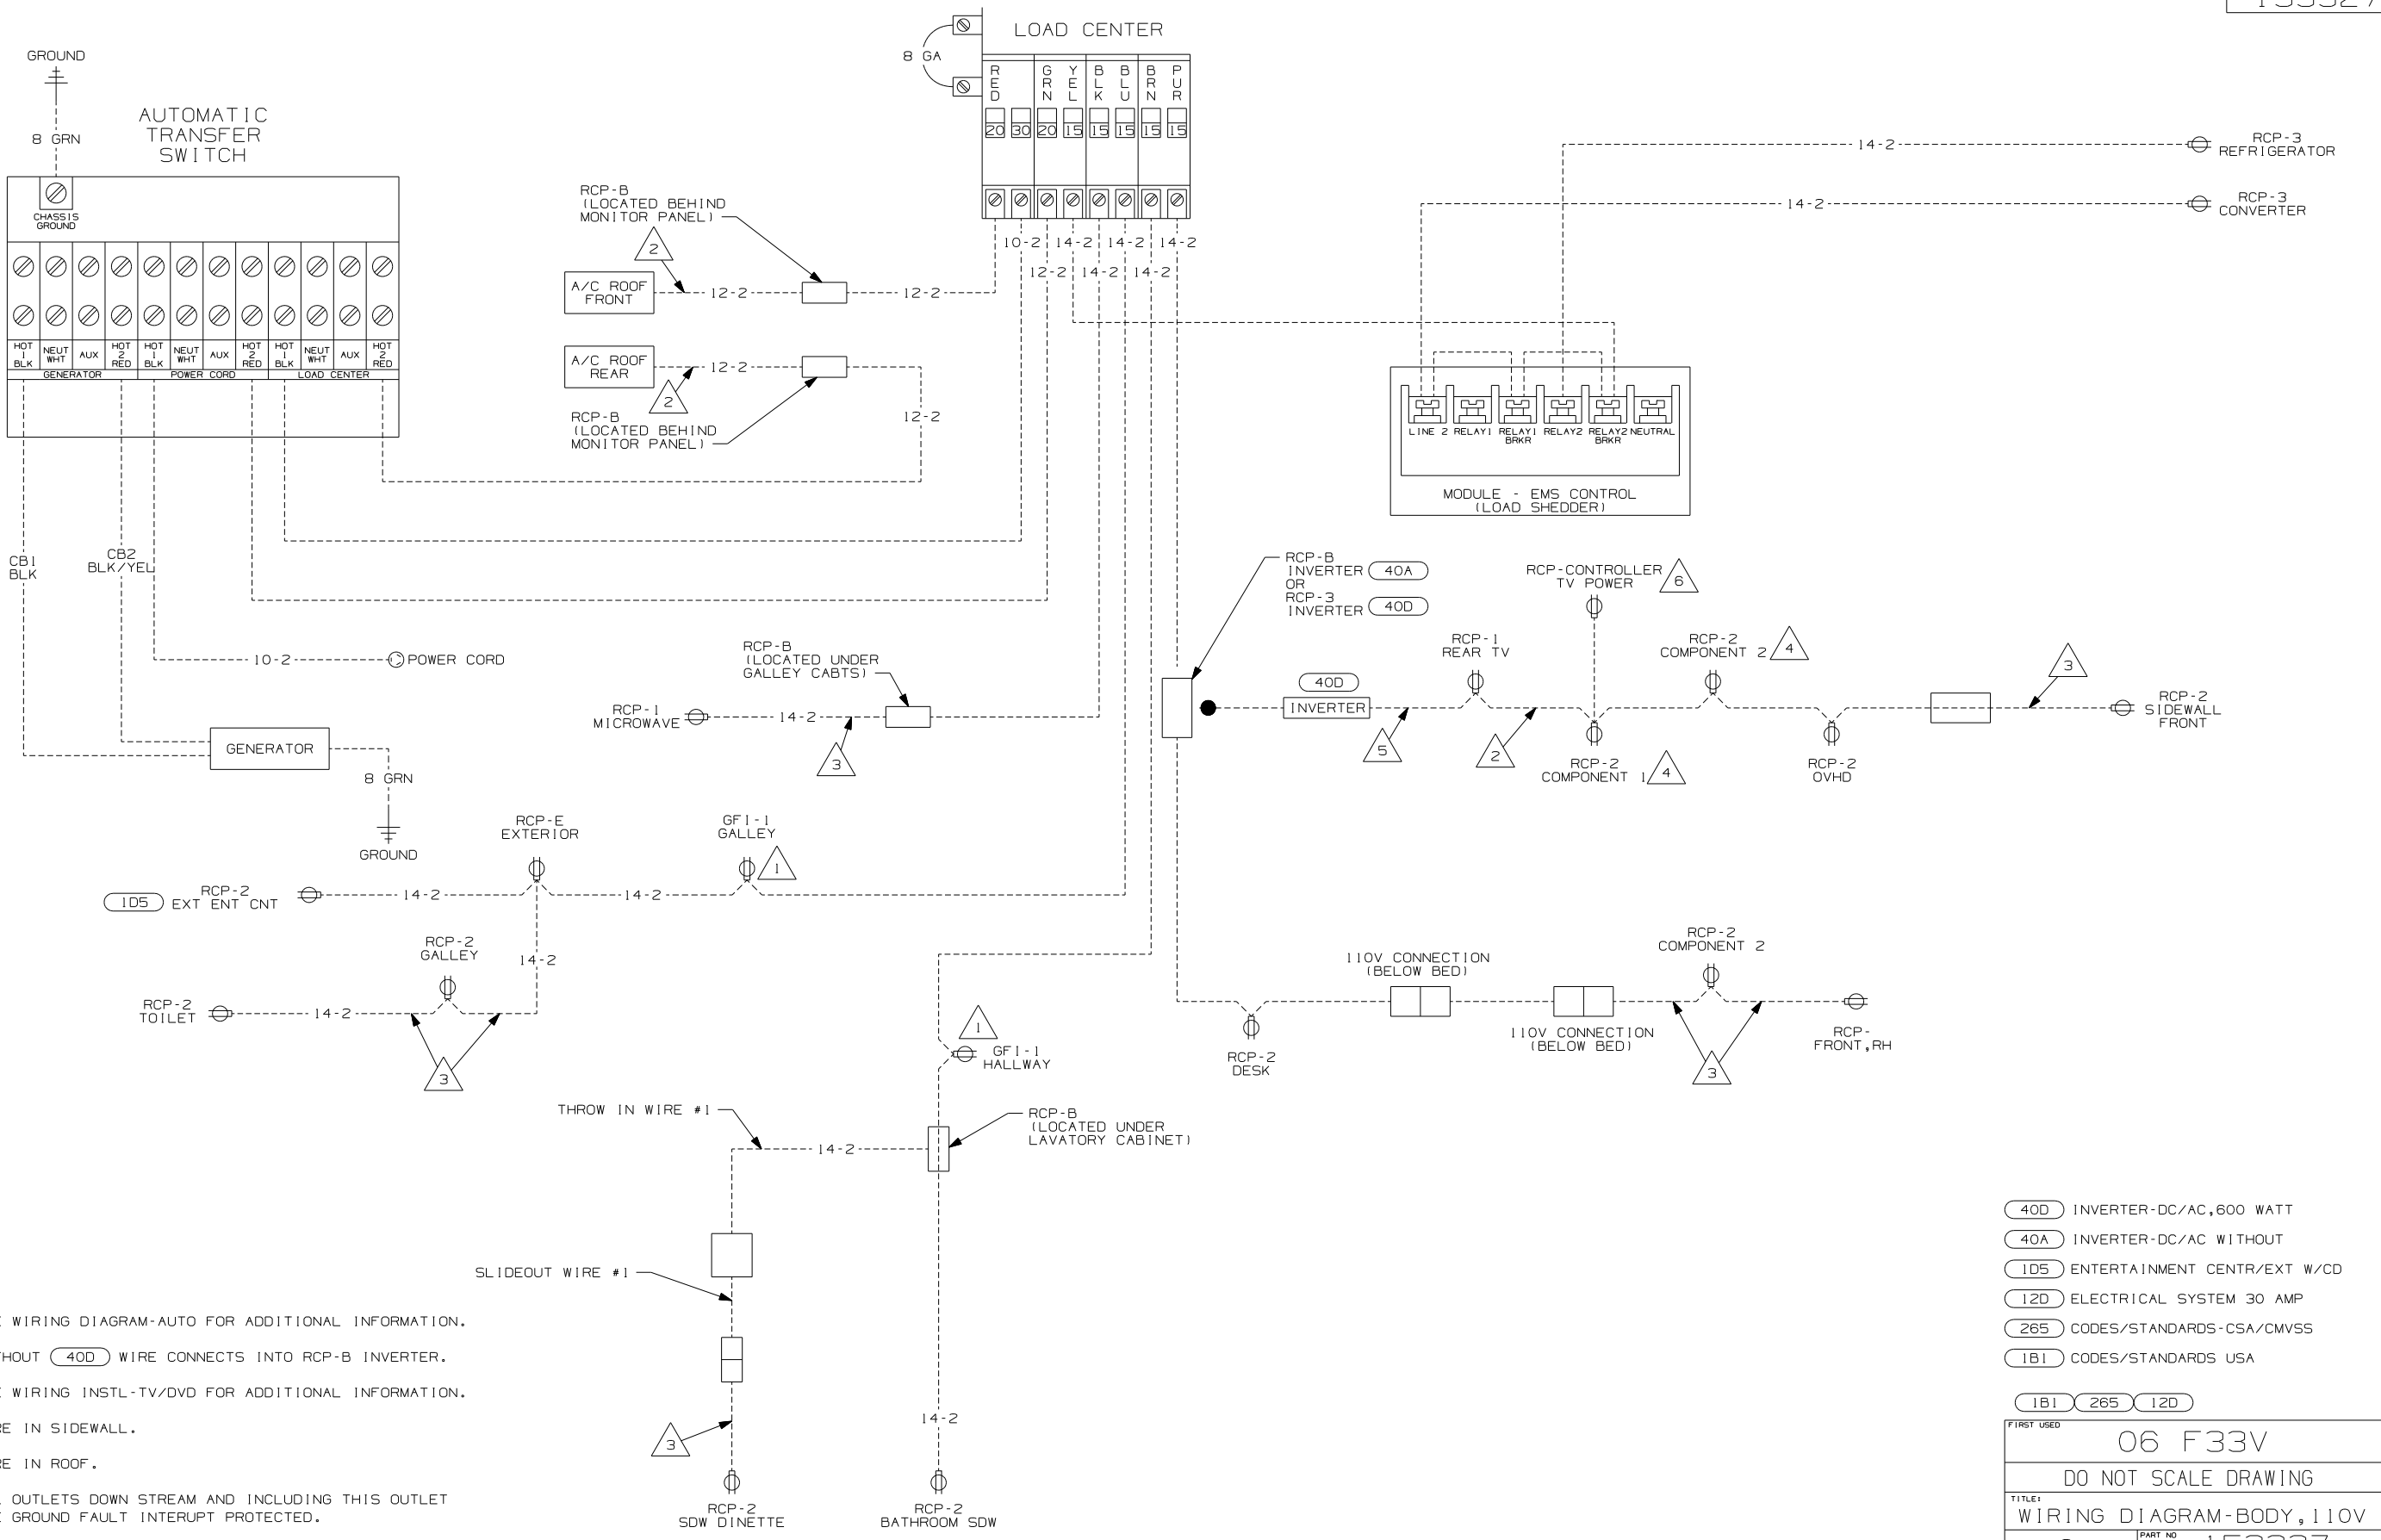 LOAD CENTER
8 GA
RED
GRN
YEL
BLK
BLU
BRN
PUR
20
30
20
15
15
15
15
15
GROUND
8 GRN
AUTOMATIC
TRANSFER
SWITCH
CHASSIS
GROUND
HOT 1 BLK
NEUT WHT
AUX
HOT 2 RED
HOT 1 BLK
NEUT WHT
AUX
HOT 2 RED
HOT 1 BLK
NEUT WHT
AUX
HOT 2 RED
GENERATOR
POWER CORD
LOAD CENTER
RCP-B
(LOCATED BEHIND
MONITOR PANEL)
2
A/C ROOF
FRONT
12-2
12-2
A/C ROOF
REAR
12-2
2
RCP-B
(LOCATED BEHIND
MONITOR PANEL)
12-2
10-2
14-2
14-2
14-2
12-2
14-2
14-2
14-2
RCP-3
REFRIGERATOR
14-2
RCP-3
CONVERTER
LINE 2
RELAY1
RELAY1
BRKR
RELAY2
RELAY2
BRKR
NEUTRAL
MODULE - EMS CONTROL
(LOAD SHEDDER)
CB1
BLK
CB2
BLK/YEL
10-2
POWER CORD
GENERATOR
8 GRN
GROUND
RCP-B
(LOCATED UNDER
GALLEY CABTS)
RCP-1
MICROWAVE
14-2
3
RCP-B
INVERTER 40A
OR
RCP-3
INVERTER 40D
RCP-CONTROLLER
TV POWER
6
RCP-1
REAR TV
RCP-2
COMPONENT 2
4
3
40D
INVERTER
5
2
RCP-2
COMPONENT 1
4
RCP-2
OVHD
RCP-2
SIDEWALL
FRONT
RCP-E
EXTERIOR
GFI-1
GALLEY
1
1D5
RCP-2
EXT ENT CNT
14-2
14-2
RCP-2
GALLEY
14-2
RCP-2
TOILET
14-2
3
110V CONNECTION
(BELOW BED)
RCP-2
COMPONENT 2
1
GFI-1
HALLWAY
RCP-2
DESK
110V CONNECTION
(BELOW BED)
3
RCP-
FRONT,RH
THROW IN WIRE #1
14-2
RCP-B
(LOCATED UNDER
LAVATORY CABINET)
SLIDEOUT WIRE #1
3
14-2
RCP-2
SDW DINETTE
RCP-2
BATHROOM SDW
WIRING DIAGRAM-AUTO FOR ADDITIONAL INFORMATION.
40D WIRE CONNECTS INTO RCP-B INVERTER.
WIRING INSTL-TV/DVD FOR ADDITIONAL INFORMATION.
IN SIDEWALL.
IN ROOF.
OUTLETS DOWN STREAM AND INCLUDING THIS OUTLET
GROUND FAULT INTERUPT PROTECTED.
40D INVERTER-DC/AC,600 WATT
40A INVERTER-DC/AC WITHOUT
1D5 ENTERTAINMENT CENTR/EXT W/CD
12D ELECTRICAL SYSTEM 30 AMP
265 CODES/STANDARDS-CSA/CMVSS
1B1 CODES/STANDARDS USA
1B1 265 12D
FIRST USED
06 F33V
DO NOT SCALE DRAWING
TITLE:
WIRING DIAGRAM-BODY,110V
PART NO